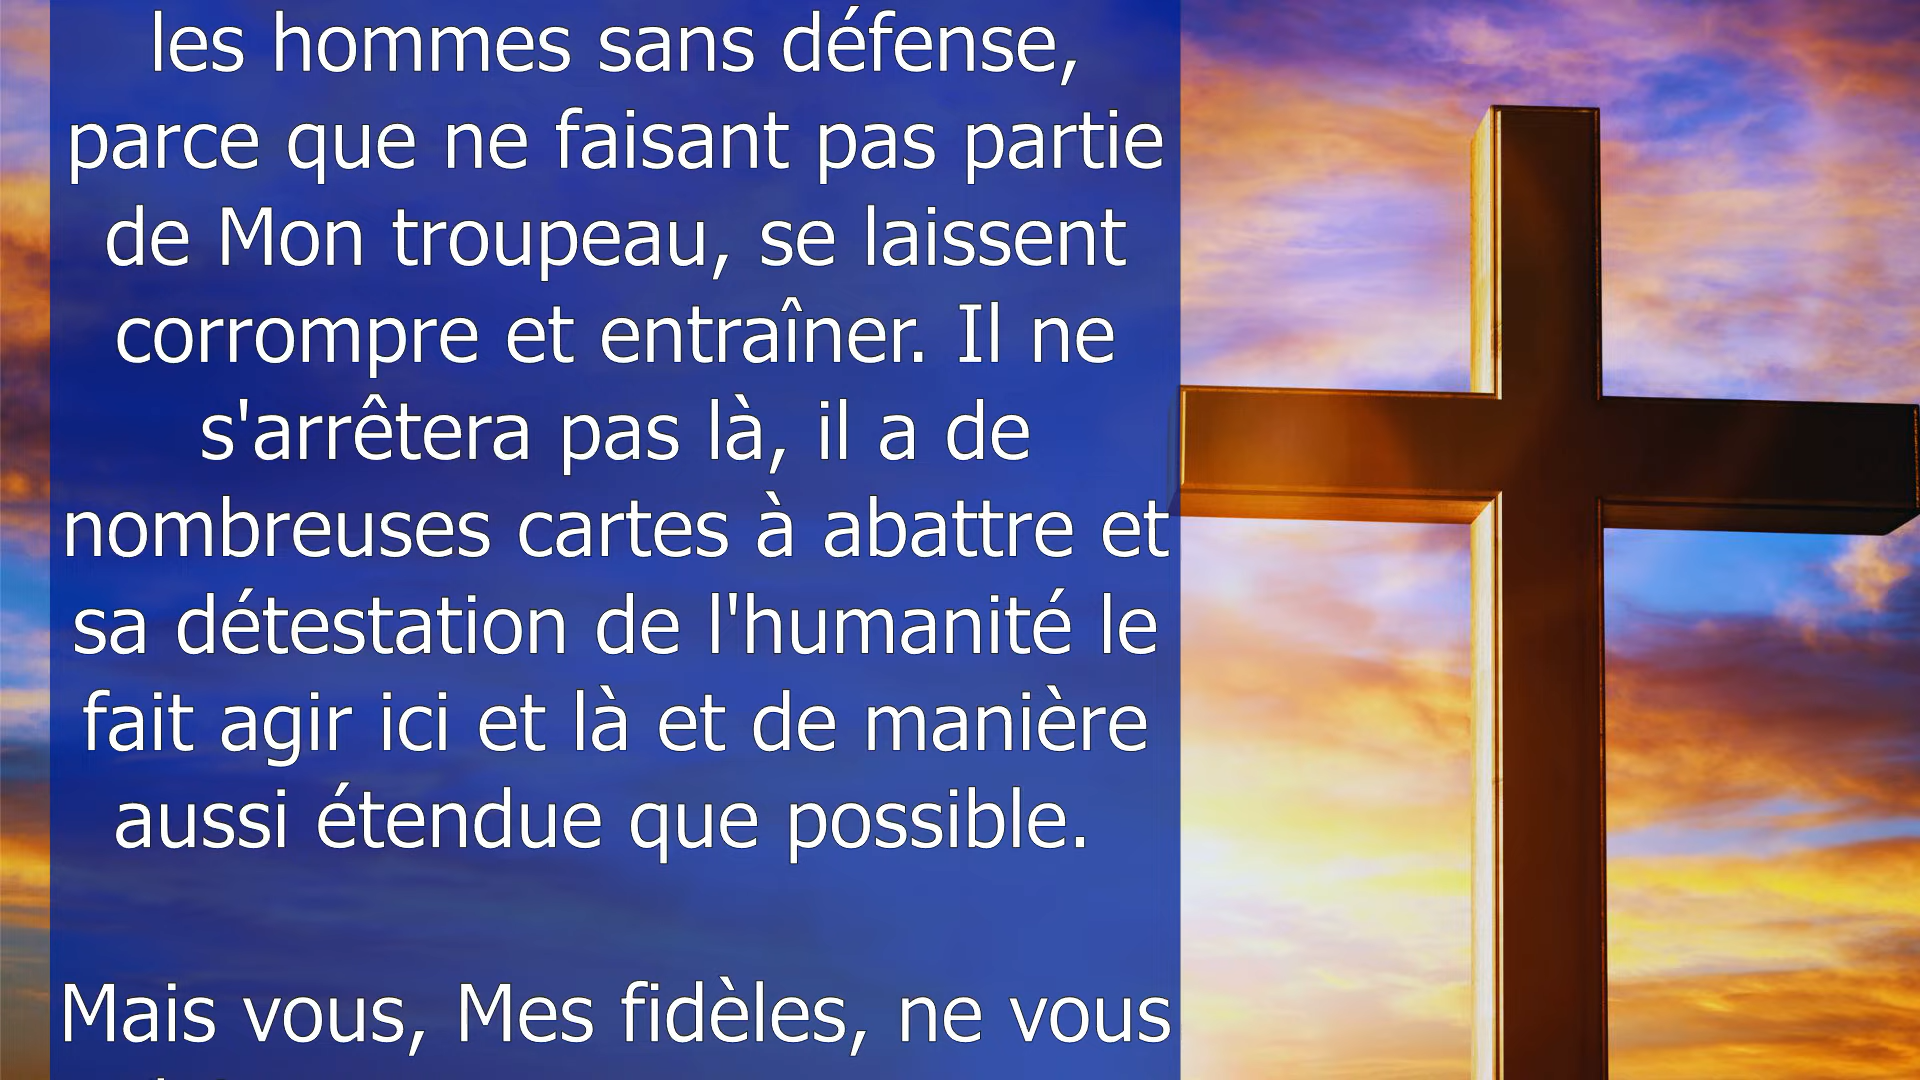 les hommes sans défense,
parce que ne faisant pas partie
de Mon troupeau, se laissent
corrompre et entraîner. Il ne
s'arrêtera pas là, il a de
nombreuses cartes à abattre et
sa détestation de l'humanité le
fait agir ici et là et de manière
aussi étendue que possible.
Mais vous, Mes fidèles, ne vous